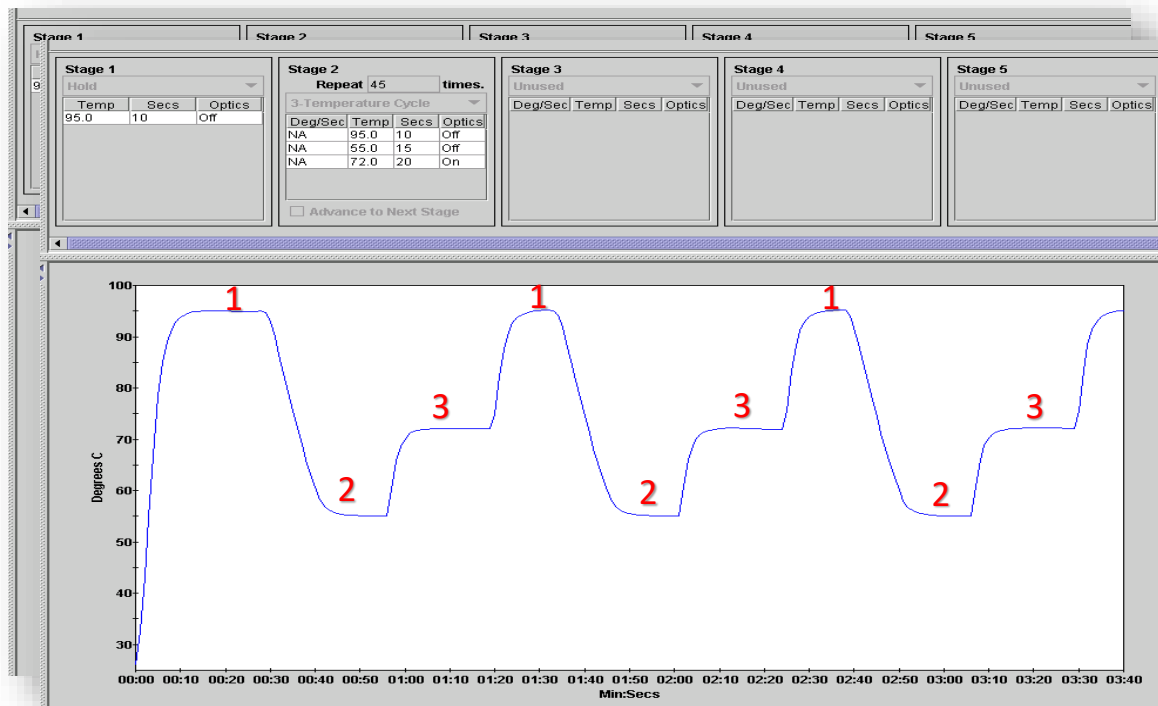 Stage 1
Stage 2
Stage 3
Stage 4
Stage 5
9
Stage 1
Hold
Temp Secs Optics
95.0 10 Off
Stage 2
Repeat 45 times.
3-Temperature Cycle
Deg/Sec Temp Secs Optics
NA 95.0 10 Off
NA 55.0 15 Off
NA 72.0 20 On
Advance to Next Stage
Stage 3
Unused
Deg/Sec Temp Secs Optics
Stage 4
Unused
Deg/Sec Temp Secs Optics
Stage 5
Unused
Deg/Sec Temp Secs Optics
100
90
80
70
60
50
40
30
Degrees C
1 1 1
3 3 3
2 2 2
00:00 00:10 00:20 00:30 00:40 00:50 01:00 01:10 01:20 01:30 01:40 01:50 02:00 02:10 02:20 02:30 02:40 02:50 03:00 03:10 03:20 03:30 03:40
Min:Secs